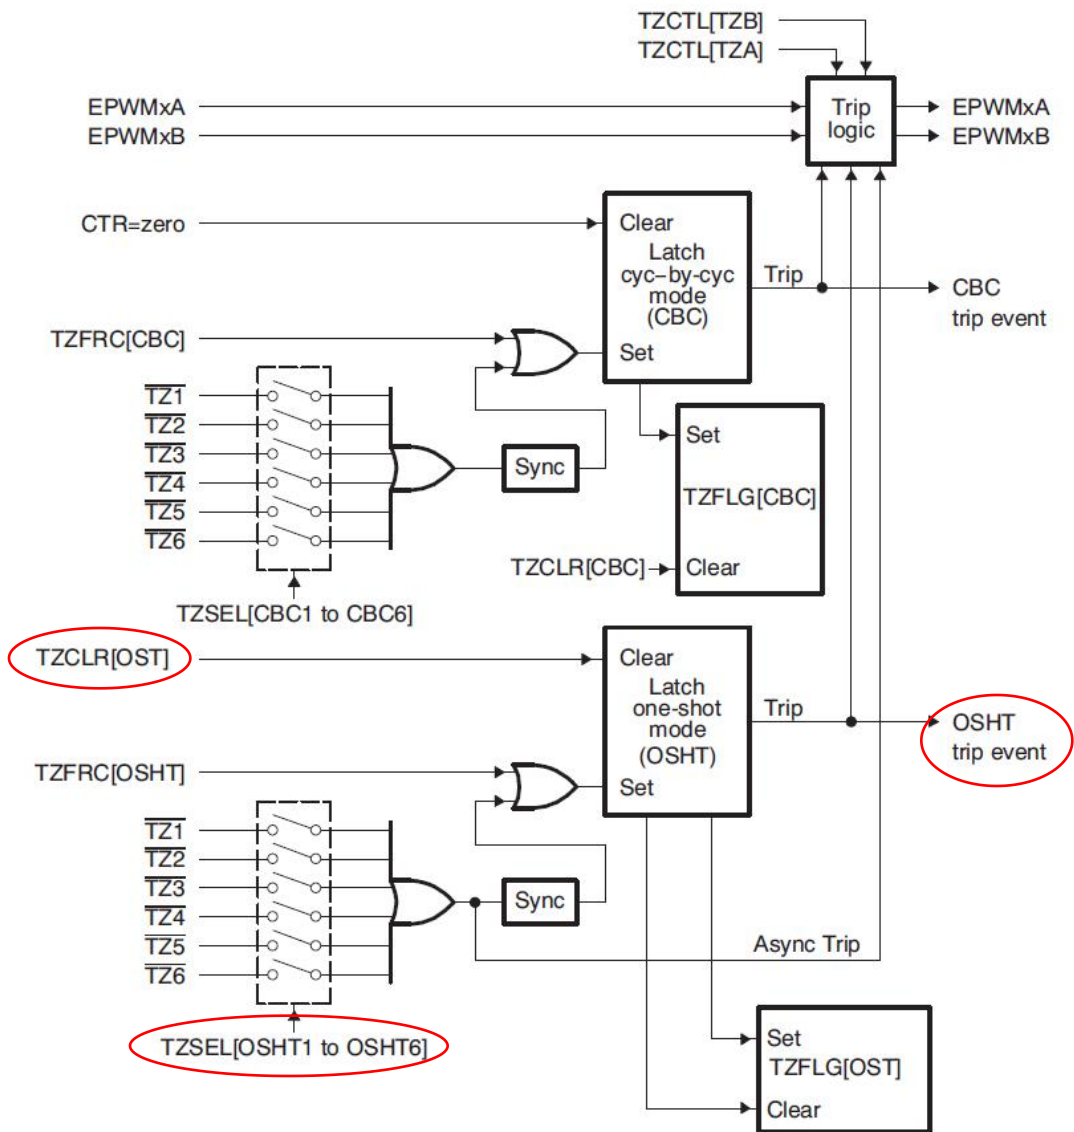 TZCTL[TZB]
TZCTL[TZA]
EPWMxA
EPWMxB
Trip
logic
EPWMxA
EPWMxB
CTR=zero
Clear
Latch
cyc–by-cyc
mode
(CBC)
Set
Trip
CBC
trip event
TZFRC[CBC]
TZ1
TZ2
TZ3
TZ4
TZ5
TZ6
Sync
Set
TZFLG[CBC]
Clear
TZCLR[CBC]
TZSEL[CBC1 to CBC6]
TZCLR[OST]
Clear
Latch
one-shot
mode
(OSHT)
Set
Trip
OSHT
trip event
TZFRC[OSHT]
TZ1
TZ2
TZ3
TZ4
TZ5
TZ6
Sync
Async Trip
TZSEL[OSHT1 to OSHT6]
Set
TZFLG[OST]
Clear